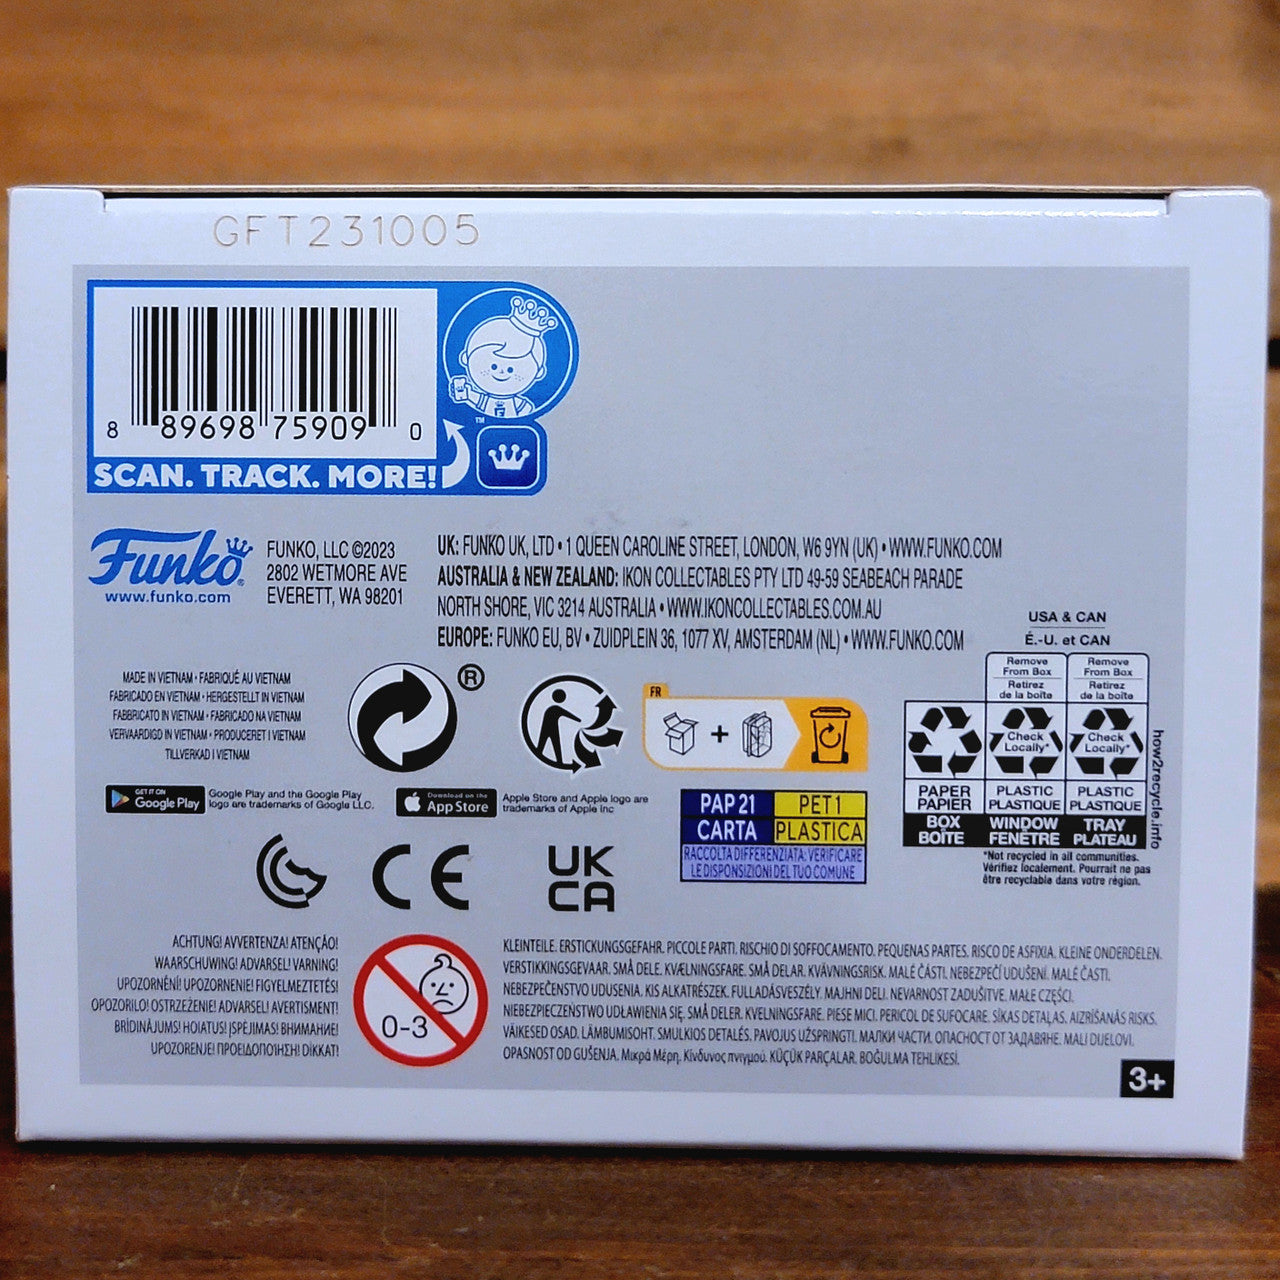 GFT231005
8 89698 75909 0
™
SCAN. TRACK. MORE!
Funko®
www.funko.com
FUNKO, LLC ©2023
2802 WETMORE AVE
EVERETT, WA 98201
UK: FUNKO UK, LTD • 1 QUEEN CAROLINE STREET, LONDON, W6 9YN (UK) • WWW.FUNKO.COM
AUSTRALIA & NEW ZEALAND: IKON COLLECTABLES PTY LTD 49-59 SEABEACH PARADE
NORTH SHORE, VIC 3214 AUSTRALIA • WWW.IKONCOLLECTABLES.COM.AU
EUROPE: FUNKO EU, BV • ZUIDPLEIN 36, 1077 XV, AMSTERDAM (NL) • WWW.FUNKO.COM
MADE IN VIETNAM • FABRIQUÉ AU VIETNAM
FABRICADO EN VIETNAM • HERGESTELLT IN VIETNAM
FABBRICATO IN VIETNAM • FABRICADO NA VIETNAM
VERVAARDIGD IN VIETNAM • PRODUCERET I VIETNAM
TILLVERKAD I VIETNAM
®
FR
+
USA & CAN
É.-U. et CAN
Remove
From Box
Retirez
de la boîte
Remove
From Box
Retirez
de la boîte
Check
Locally*
Check
Locally*
PAPER
PAPIER
PLASTIC
PLASTIQUE
PLASTIC
PLASTIQUE
BOX
BOÎTE
WINDOW
FENÊTRE
TRAY
PLATEAU
how2recycle.info
*Not recycled in all communities.
Vérifiez localement. Pourrait ne pas
être recyclable dans votre région.
GET IT ON
Google Play
Google Play and the Google Play
logo are trademarks of Google LLC.
Download on the
App Store
Apple Store and Apple logo are
trademarks of Apple Inc
PAP 21
PET 1
CARTA
PLASTICA
RACCOLTA DIFFERENZIATA: VERIFICARE
LE DISPOSIZIONI DEL TUO COMUNE
CE
UK
CA
ACHTUNG! AVVERTENZA! ATENÇÃO!
WAARSCHUWING! ADVARSEL! VARNING!
UPOZORNĚNÍ! UPOZORNENIE! FIGYELMEZTETÉS!
OPOZORILO! OSTRZEŻENIE! ADVARSEL! AVERTISMENT!
BRĪDINĀJUMS! HOIATUS! ĮSPĖJIMAS! ВНИМАНИЕ!
UPOZORENJE! ΠΡΟΕΙΔΟΠΟΙΗΣΗ! DİKKAT!
0-3
KLEINTEILE. ERSTICKUNGSGEFAHR. PICCOLE PARTI. RISCHIO DI SOFFOCAMENTO. PEQUENAS PARTES. RISCO DE ASFIXIA. KLEINE ONDERDELEN.
VERSTIKKINGSGEVAAR. SMÅ DELE. KVÆLNINGSFARE. SMÅ DELAR. KVÄVNINGSRISK. MALÉ ČÁSTI. NEBEZPEČÍ UDUŠENÍ. MALÉ ČASTI.
NEBEZPEČENSTVO UDUSENIA. KIS ALKATRÉSZEK. FULLADÁSVESZÉLY. MAJHNI DELI. NEVARNOST ZADUŠITVE. MAŁE CZĘŚCI.
NIEBEZPIECZEŃSTWO UDŁAWIENIA SIĘ. SMÅ DELER. KVELNINGSFARE. PIESE MICI. PERICOL DE SUFOCARE. SĪKAS DETAĻAS. AIZRĪŠANĀS RISKS.
VÄIKESED OSAD. LÄMBUMISOHT. SMULKIOS DETALĖS. PAVOJUS UŽSPRINGTI. МАЛКИ ЧАСТИ. ОПАСНОСТ ОТ ЗАДАВЯНЕ. MALI DIJELOVI.
OPASNOST OD GUŠENJA. Μικρά Μέρη. Κίνδυνος πνιγμού. KÜÇÜK PARÇALAR. BOĞULMA TEHLİKESİ.
3+